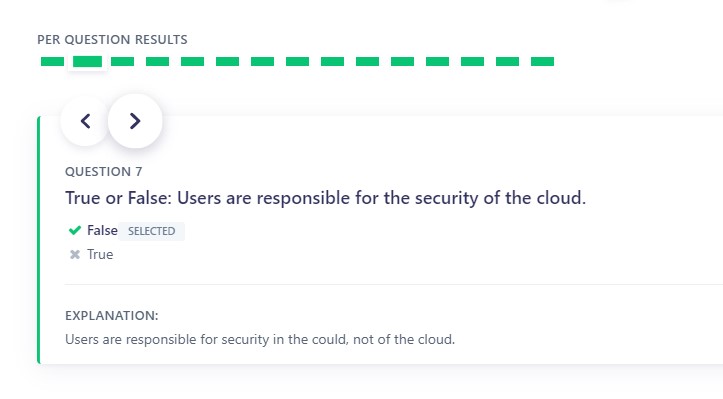 PER QUESTION RESULTS
QUESTION 7
True or False: Users are responsible for the security of the cloud.
False SELECTED
True
EXPLANATION:
Users are responsible for security in the could, not of the cloud.